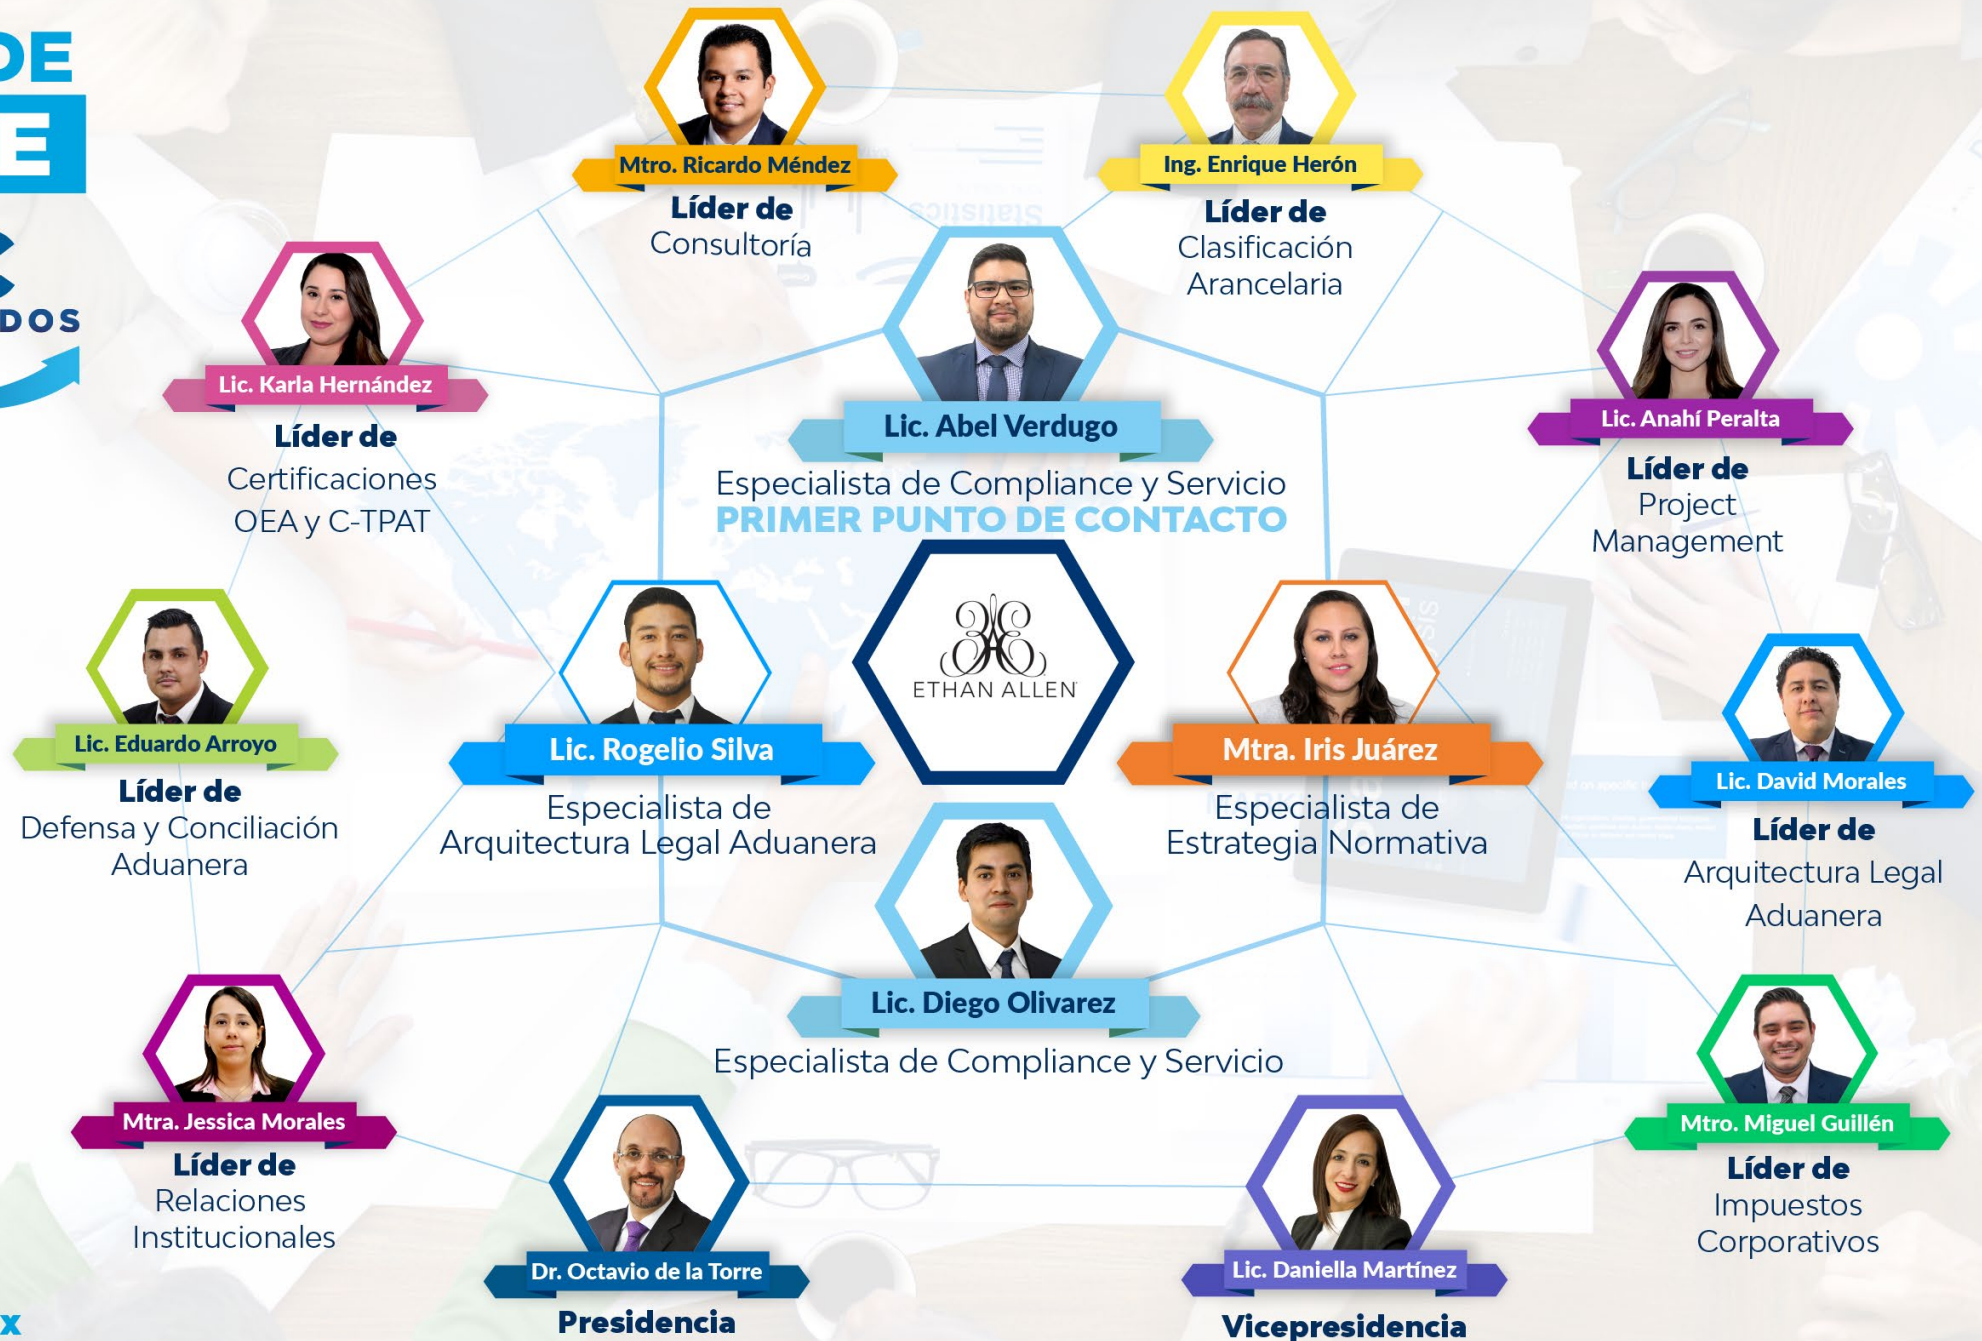 DE
E
C
DOS
Mtro. Ricardo Méndez
Líder de
Consultoría
Ing. Enrique Herón
Líder de
Clasificación
Arancelaria
Statistics
Lic. Karla Hernández
Líder de
Certificaciones
OEA y C-TPAT
Lic. Abel Verdugo
Especialista de Compliance y Servicio
PRIMER PUNTO DE CONTACTO
Lic. Anahí Peralta
Líder de
Project
Management
ETHAN ALLEN
Lic. Eduardo Arroyo
Líder de
Defensa y Conciliación
Aduanera
Lic. Rogelio Silva
Especialista de
Arquitectura Legal Aduanera
Mtra. Iris Juárez
Especialista de
Estrategia Normativa
Lic. David Morales
Líder de
Arquitectura Legal
Aduanera
Lic. Diego Olivarez
Especialista de Compliance y Servicio
Mtra. Jessica Morales
Líder de
Relaciones
Institucionales
Mtro. Miguel Guillén
Líder de
Impuestos
Corporativos
Dr. Octavio de la Torre
Presidencia
Lic. Daniella Martínez
Vicepresidencia
x